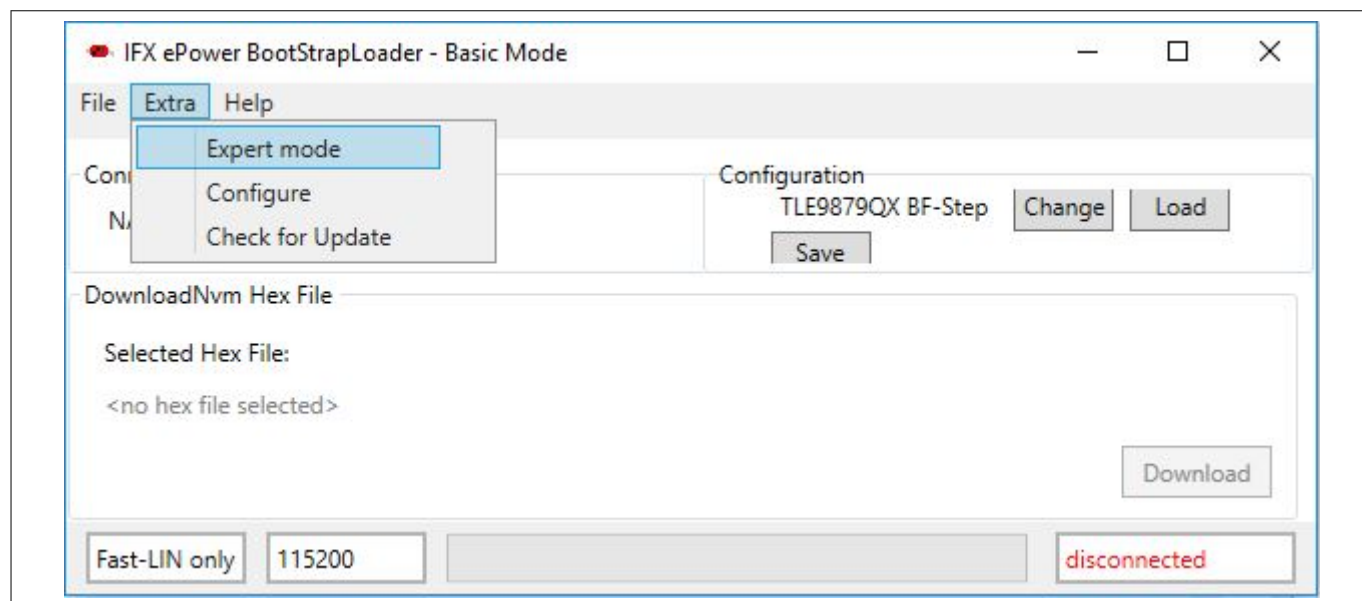 IFX ePower BootStrapLoader - Basic Mode
File Extra Help
Expert mode
Configure
Check for Update
Configuration
TLE9879QX BF-Step Change Load
Save
DownloadNvm Hex File
Selected Hex File:
<no hex file selected>
Download
Fast-LIN only 115200 disconnected